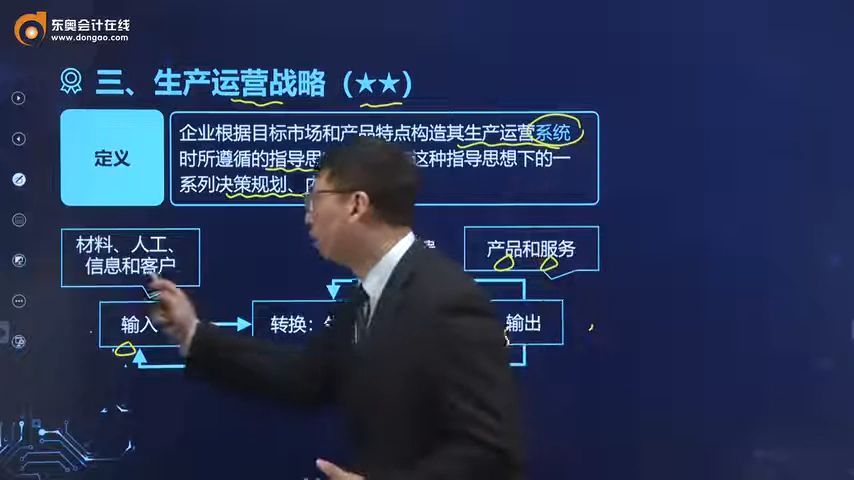 东奥会计在线
www.dongao.com
三、生产运营战略（★★）
定义
企业根据目标市场和产品特点构造其生产运营系统
时所遵循的指导思 这种指导思想下的一
系列决策规划、
材料、人工、
信息和客户
产品和服务
输入
转换：
输出